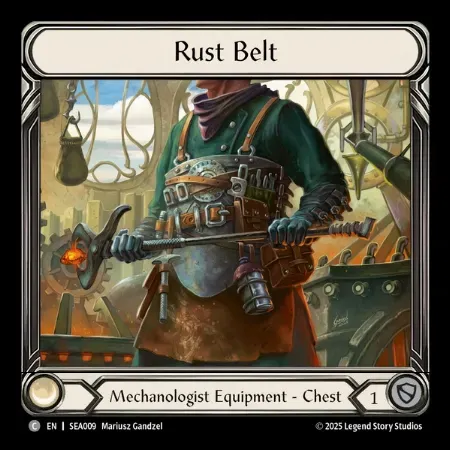 Rust Belt
Mechanologist Equipment - Chest
1
C EN | SEA009 Mariusz Gandzel © 2025 Legend Story Studios